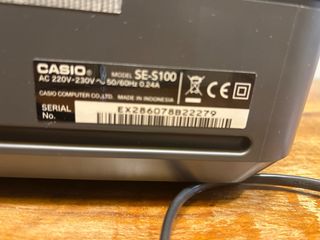 CASIO® MODEL SE-S100
AC 220V-230V ~ 50/60Hz 0.24A
CASIO COMPUTER CO.,LTD. MADE IN INDONESIA
SERIAL No. EX286078B22279